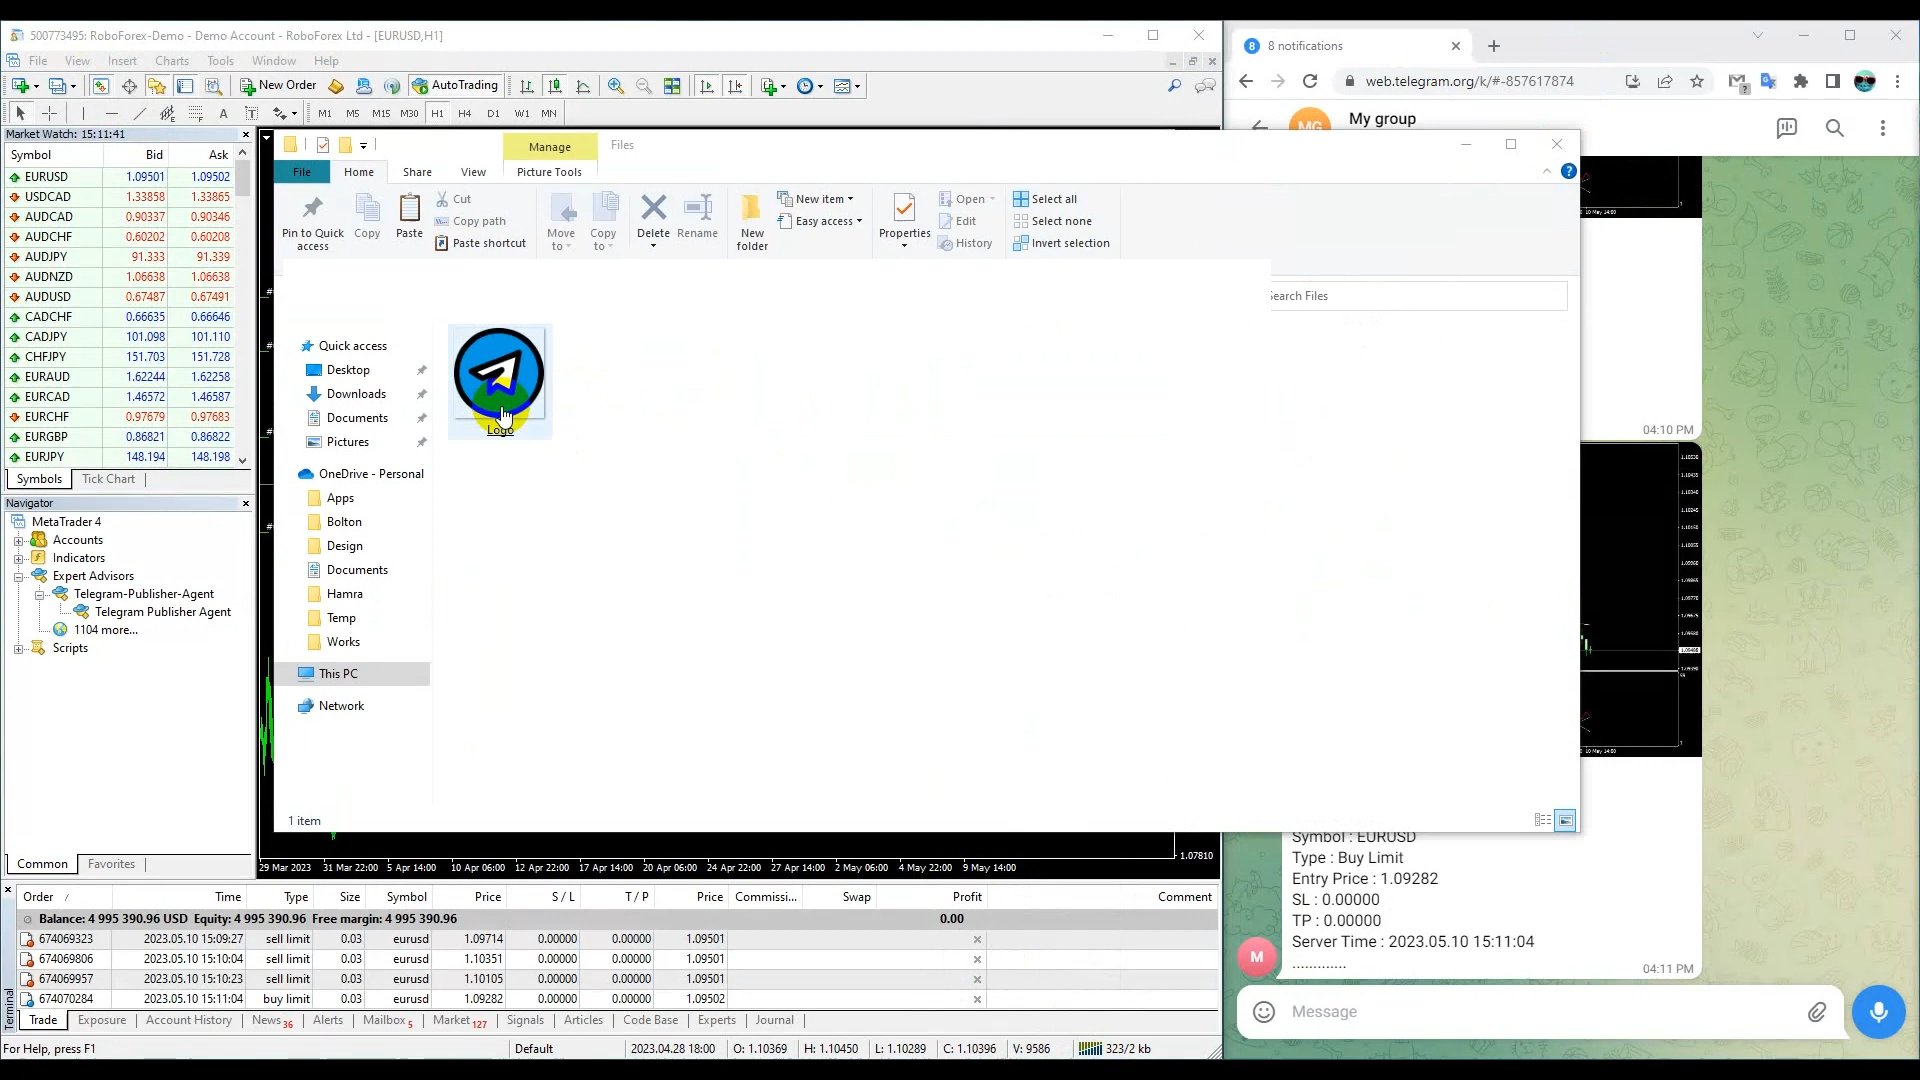 500773495: RoboForex-Demo - Demo Account - RoboForex Ltd - [EURUSD,H1]
File View Insert Charts Tools Window Help
New Order AutoTrading
A T M1 M5 M15 M30 H1 H4 D1 W1 MN
Market Watch: 15:11:41
Symbol Bid Ask
EURUSD 1.09501 1.09502
USDCAD 1.33858 1.33865
AUDCAD 0.90337 0.90346
AUDCHF 0.60202 0.60208
AUDJPY 91.333 91.339
AUDNZD 1.06638 1.06638
AUDUSD 0.67487 0.67491
CADCHF 0.66635 0.66646
CADJPY 101.098 101.110
CHFJPY 151.703 151.728
EURAUD 1.62244 1.62258
EURCAD 1.46572 1.46587
EURCHF 0.97679 0.97683
EURGBP 0.86821 0.86822
EURJPY 148.194 148.198
Symbols Tick Chart
Navigator
MetaTrader 4
Accounts
Indicators
Expert Advisors
Telegram-Publisher-Agent
Telegram Publisher Agent
1104 more...
Scripts
Common Favorites
Manage Files
File Home Share View Picture Tools
Pin to Quick access
Copy
Paste
Cut
Copy path
Paste shortcut
Move to
Copy to
Delete
Rename
New folder
New item
Easy access
Properties
Open
Edit
History
Select all
Select none
Invert selection
Search Files
Quick access
Desktop
Downloads
Documents
Pictures
OneDrive - Personal
Apps
Bolton
Design
Documents
Hamra
Temp
Works
This PC
Network
Logo
1 item
1.07810
29 Mar 2023 31 Mar 22:00 5 Apr 14:00 10 Apr 06:00 12 Apr 22:00 17 Apr 14:00 20 Apr 06:00 24 Apr 22:00 27 Apr 14:00 2 May 06:00 4 May 22:00 9 May 14:00
Order / Time Type Size Symbol Price S / L T / P Price Commissi... Swap Profit Comment
Balance: 4 995 390.96 USD Equity: 4 995 390.96 Free margin: 4 995 390.96 0.00
674069323 2023.05.10 15:09:27 sell limit 0.03 eurusd 1.09714 0.00000 0.00000 1.09501
674069806 2023.05.10 15:10:04 sell limit 0.03 eurusd 1.10351 0.00000 0.00000 1.09501
674069957 2023.05.10 15:10:23 sell limit 0.03 eurusd 1.10105 0.00000 0.00000 1.09501
674070284 2023.05.10 15:11:04 buy limit 0.03 eurusd 1.09282 0.00000 0.00000 1.09502
Terminal
Trade Exposure Account History News 36 Alerts Mailbox 5 Market 127 Signals Articles Code Base Experts Journal
For Help, press F1 Default 2023.04.28 18:00 O: 1.10369 H: 1.10450 L: 1.10289 C: 1.10396 V: 9586 323/2 kb
8 8 notifications
web.telegram.org/k/#-857617874
MG My group
04:10 PM
Symbol : EURUSD
Type : Buy Limit
Entry Price : 1.09282
SL : 0.00000
TP : 0.00000
Server Time : 2023.05.10 15:11:04
.............
04:11 PM
M
Message